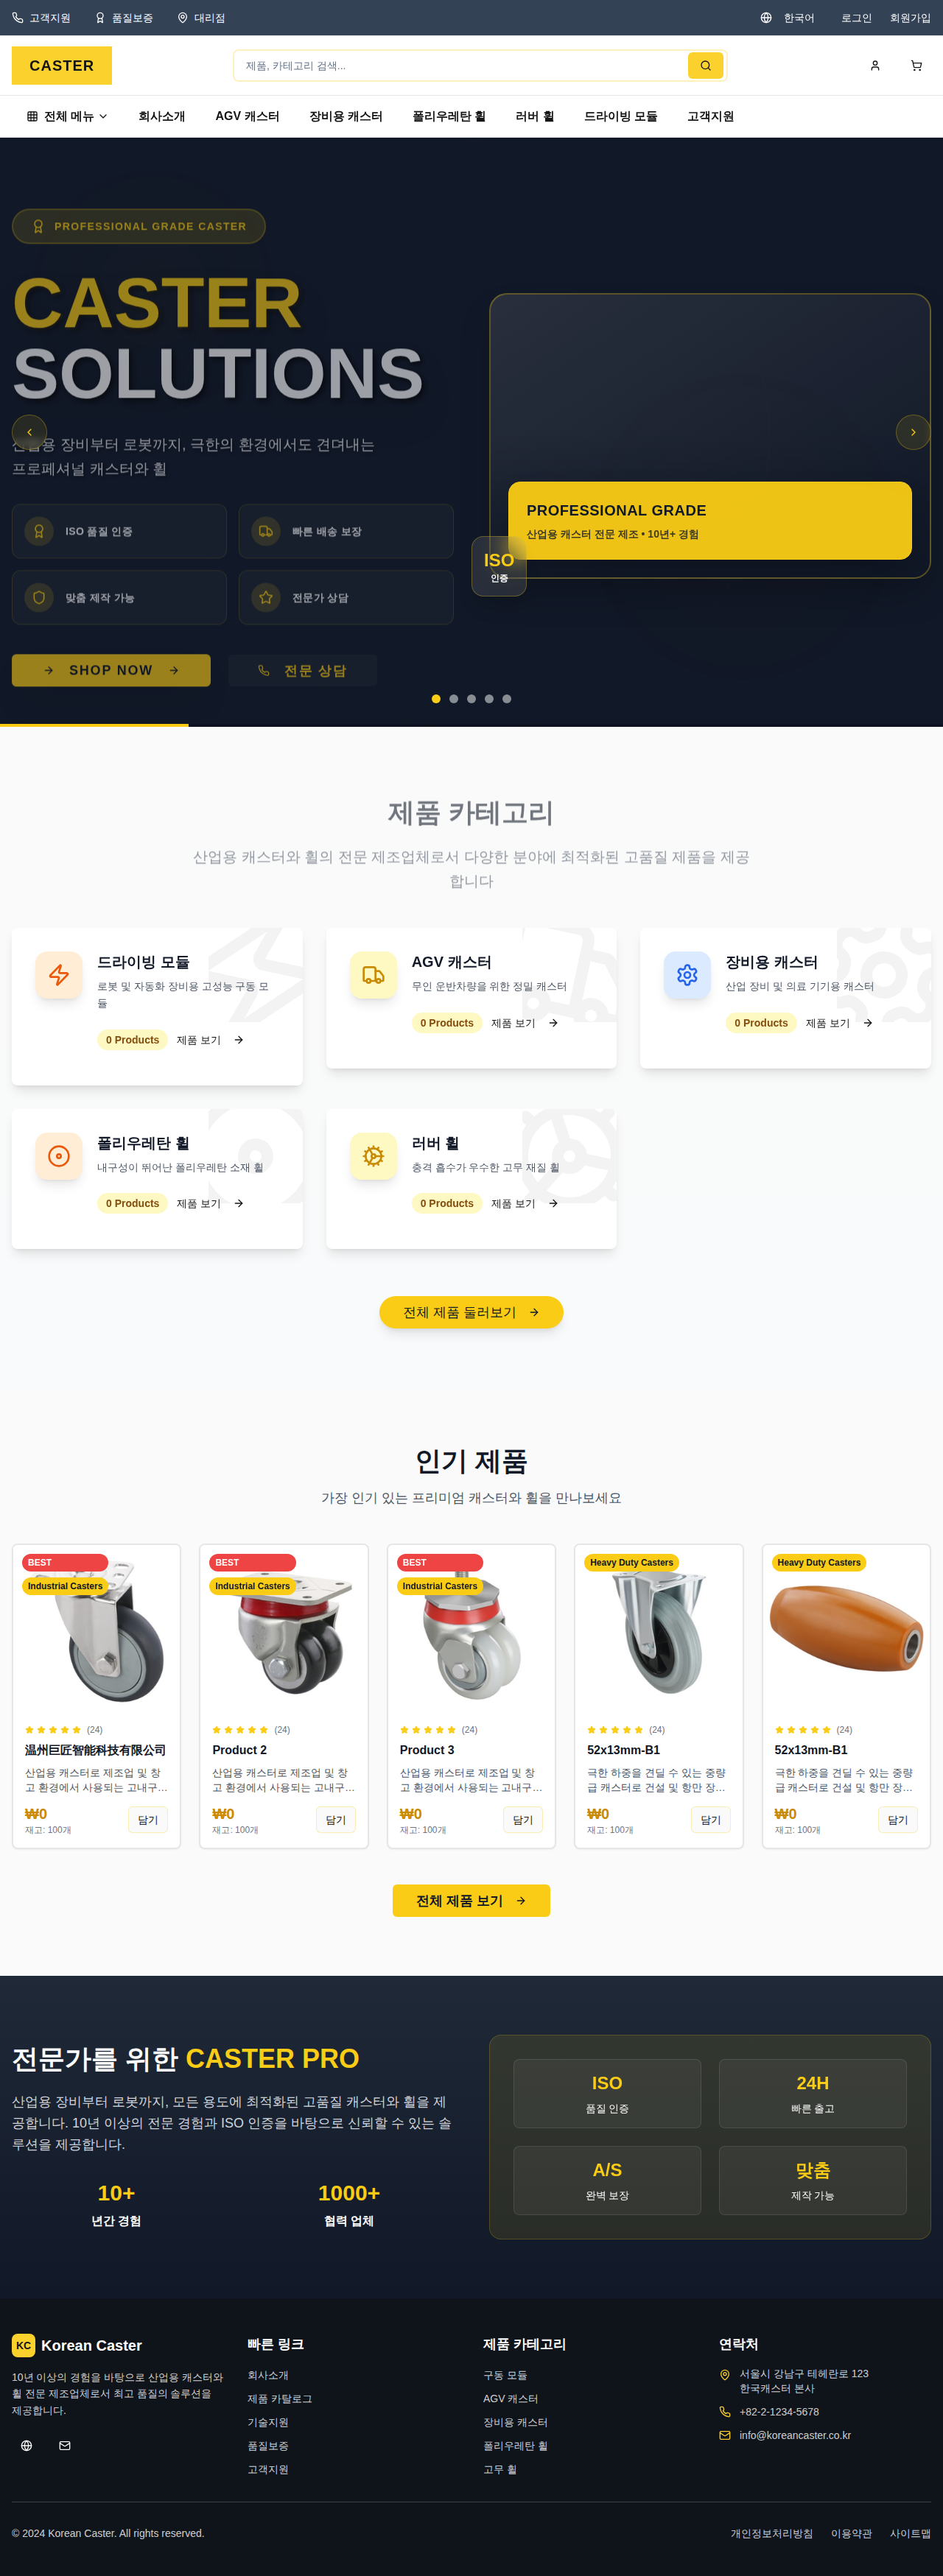 고객지원
품질보증
대리점
한국어
로그인
회원가입
CASTER
제품, 카테고리 검색...
전체 메뉴
회사소개
AGV 캐스터
장비용 캐스터
폴리우레탄 휠
러버 휠
드라이빙 모듈
고객지원
PROFESSIONAL GRADE CASTER
CASTER
SOLUTIONS
산업용 장비부터 로봇까지, 극한의 환경에서도 견뎌내는
프로페셔널 캐스터와 휠
ISO 품질 인증
빠른 배송 보장
맞춤 제작 가능
전문가 상담
SHOP NOW
전문 상담
PROFESSIONAL GRADE
산업용 캐스터 전문 제조 • 10년+ 경험
ISO
인증
제품 카테고리
산업용 캐스터와 휠의 전문 제조업체로서 다양한 분야에 최적화된 고품질 제품을 제공
합니다
드라이빙 모듈
로봇 및 자동화 장비용 고성능 구동 모
듈
0 Products
제품 보기
AGV 캐스터
무인 운반차량을 위한 정밀 캐스터
0 Products
제품 보기
장비용 캐스터
산업 장비 및 의료 기기용 캐스터
0 Products
제품 보기
폴리우레탄 휠
내구성이 뛰어난 폴리우레탄 소재 휠
0 Products
제품 보기
러버 휠
충격 흡수가 우수한 고무 재질 휠
0 Products
제품 보기
전체 제품 둘러보기
인기 제품
가장 인기 있는 프리미엄 캐스터와 휠을 만나보세요
BEST
Industrial Casters
(24)
温州巨匠智能科技有限公司
산업용 캐스터로 제조업 및 창
고 환경에서 사용되는 고내구...
₩0
재고: 100개
담기
BEST
Industrial Casters
(24)
Product 2
산업용 캐스터로 제조업 및 창
고 환경에서 사용되는 고내구...
₩0
재고: 100개
담기
BEST
Industrial Casters
(24)
Product 3
산업용 캐스터로 제조업 및 창
고 환경에서 사용되는 고내구...
₩0
재고: 100개
담기
Heavy Duty Casters
(24)
52x13mm-B1
극한 하중을 견딜 수 있는 중량
급 캐스터로 건설 및 항만 장...
₩0
재고: 100개
담기
Heavy Duty Casters
(24)
52x13mm-B1
극한 하중을 견딜 수 있는 중량
급 캐스터로 건설 및 항만 장...
₩0
재고: 100개
담기
전체 제품 보기
전문가를 위한 CASTER PRO
산업용 장비부터 로봇까지, 모든 용도에 최적화된 고품질 캐스터와 휠을 제
공합니다. 10년 이상의 전문 경험과 ISO 인증을 바탕으로 신뢰할 수 있는 솔
루션을 제공합니다.
10+
년간 경험
1000+
협력 업체
ISO
품질 인증
24H
빠른 출고
A/S
완벽 보장
맞춤
제작 가능
KC
Korean Caster
10년 이상의 경험을 바탕으로 산업용 캐스터와
휠 전문 제조업체로서 최고 품질의 솔루션을
제공합니다.
빠른 링크
회사소개
제품 카탈로그
기술지원
품질보증
고객지원
제품 카테고리
구동 모듈
AGV 캐스터
장비용 캐스터
폴리우레탄 휠
고무 휠
연락처
서울시 강남구 테헤란로 123
한국캐스터 본사
+82-2-1234-5678
info@koreancaster.co.kr
© 2024 Korean Caster. All rights reserved.
개인정보처리방침
이용약관
사이트맵